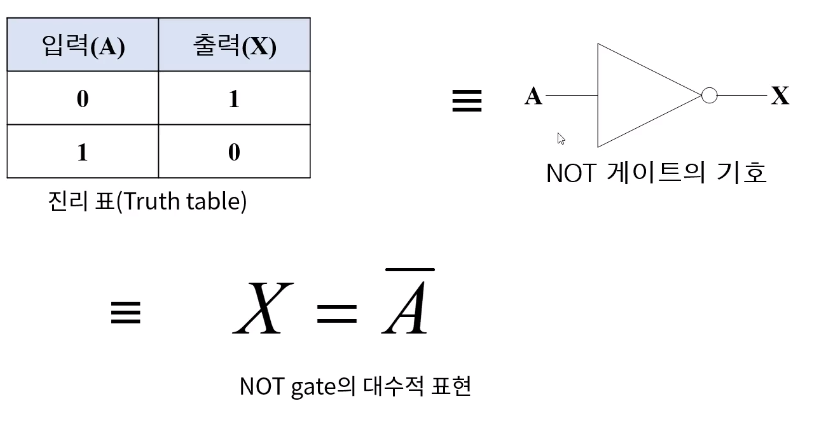 입력(A) 출력(X)
0 1
1 0
진리 표(Truth table)
≡
A X
NOT 게이트의 기호
≡ X = A̅
NOT gate의 대수적 표현